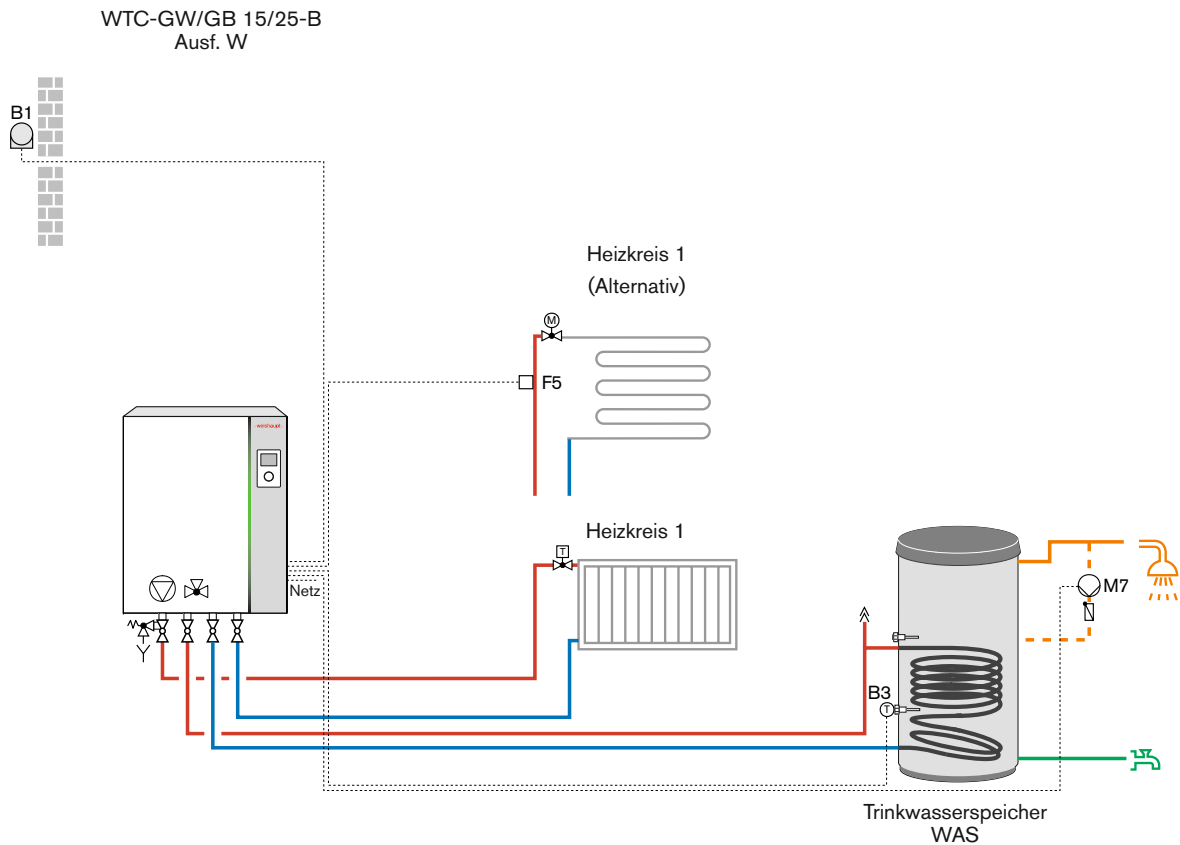 WTC-GW/GB 15/25-B
Ausf. W
B1
Heizkreis 1
(Alternativ)
M
F5
-weishaupt-
Heizkreis 1
T
Netz
M7
B3
T
Trinkwasserspeicher
WAS